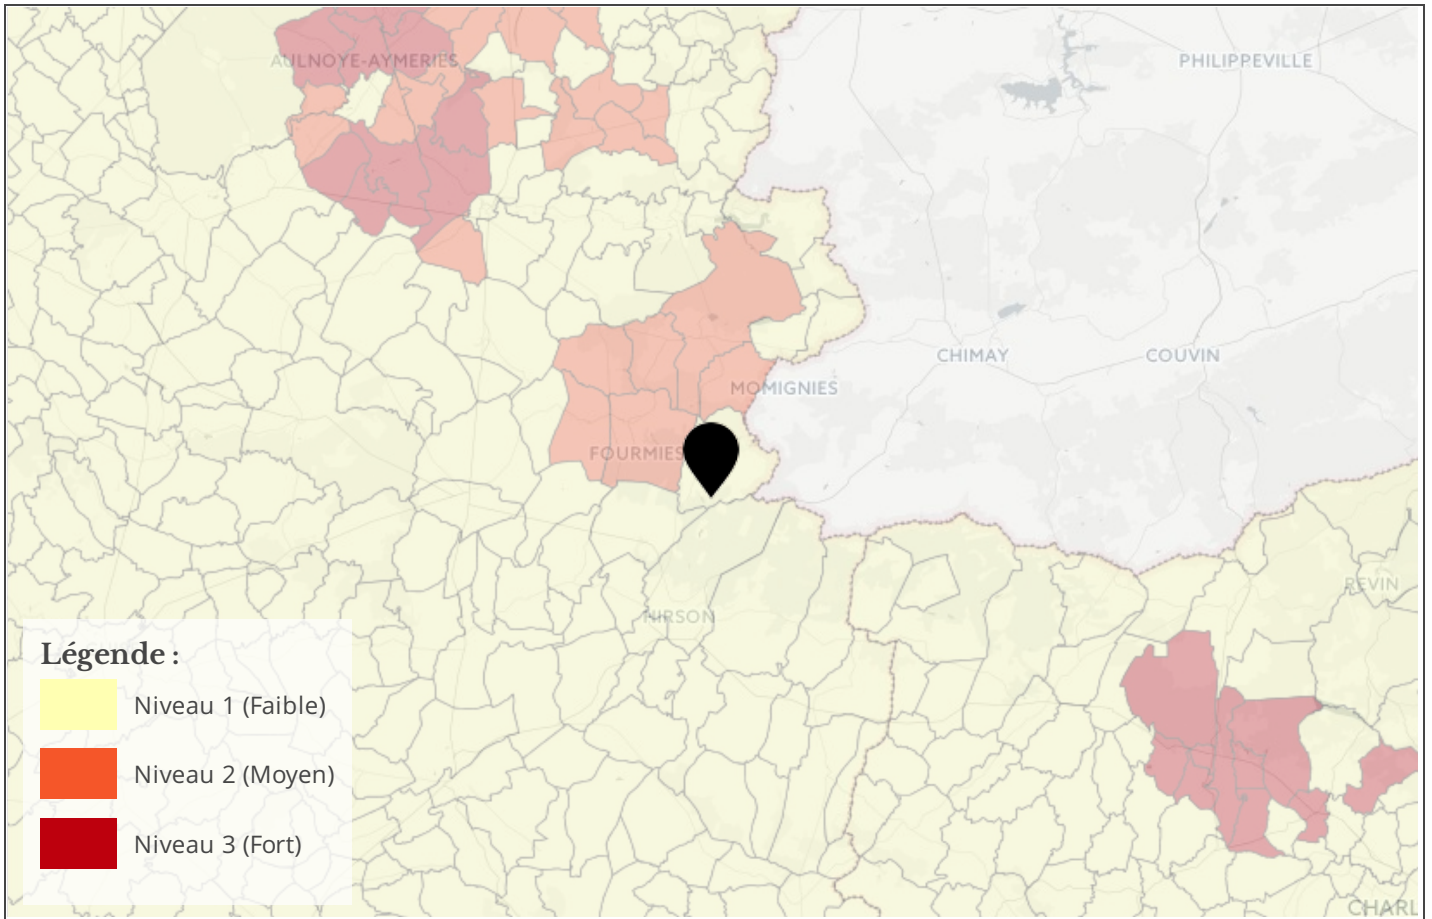 AULNOYE-AYMERIES
PHILIPPEVILLE
CHIMAY
COUVIN
MOMIGNIES
FOURMIES
REVIN
HIRSON
Légende :
Niveau 1 (Faible)
Niveau 2 (Moyen)
Niveau 3 (Fort)
CHARL